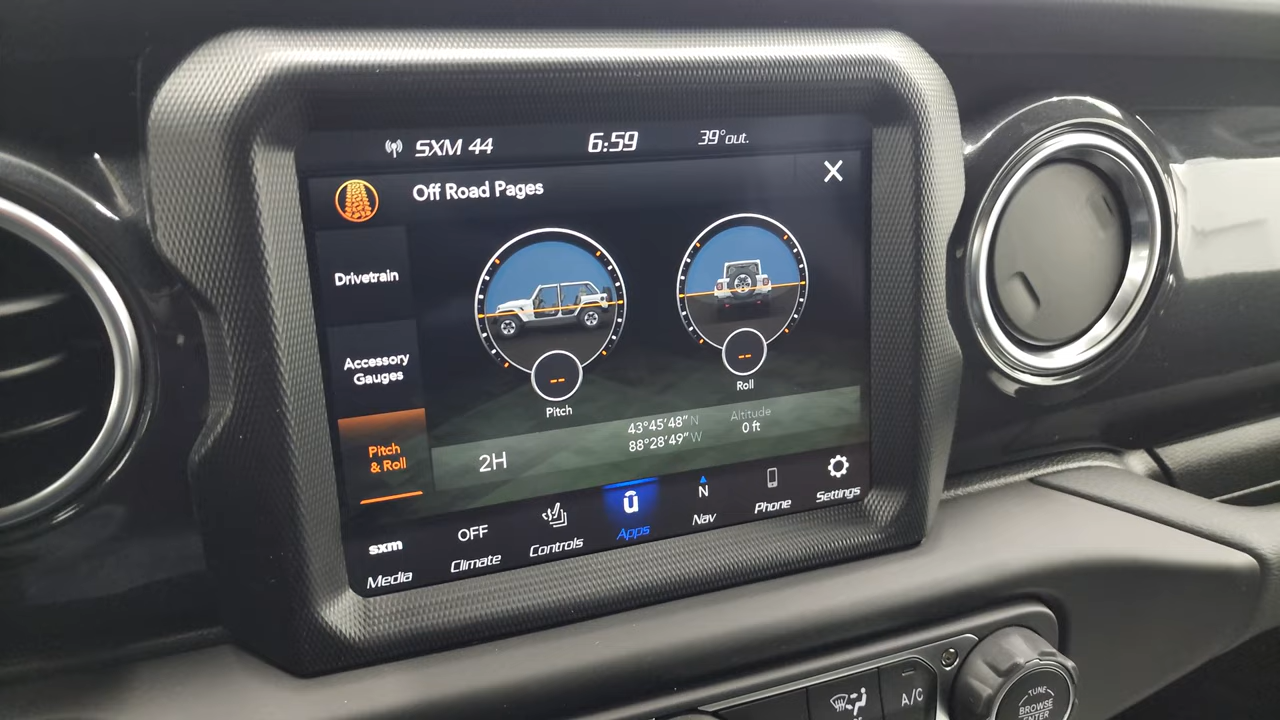 SXM 44
6:59
39° out.
Off Road Pages
X
Drivetrain
Accessory
Gauges
Pitch
& Roll
--
Pitch
--
Roll
2H
43°45'48"N
88°28'49"W
Altitude
0 ft
sxm
Media
OFF
Climate
Controls
û
Apps
N
Nav
Phone
Settings
A/C
TUNE
BROWSE
ENTER